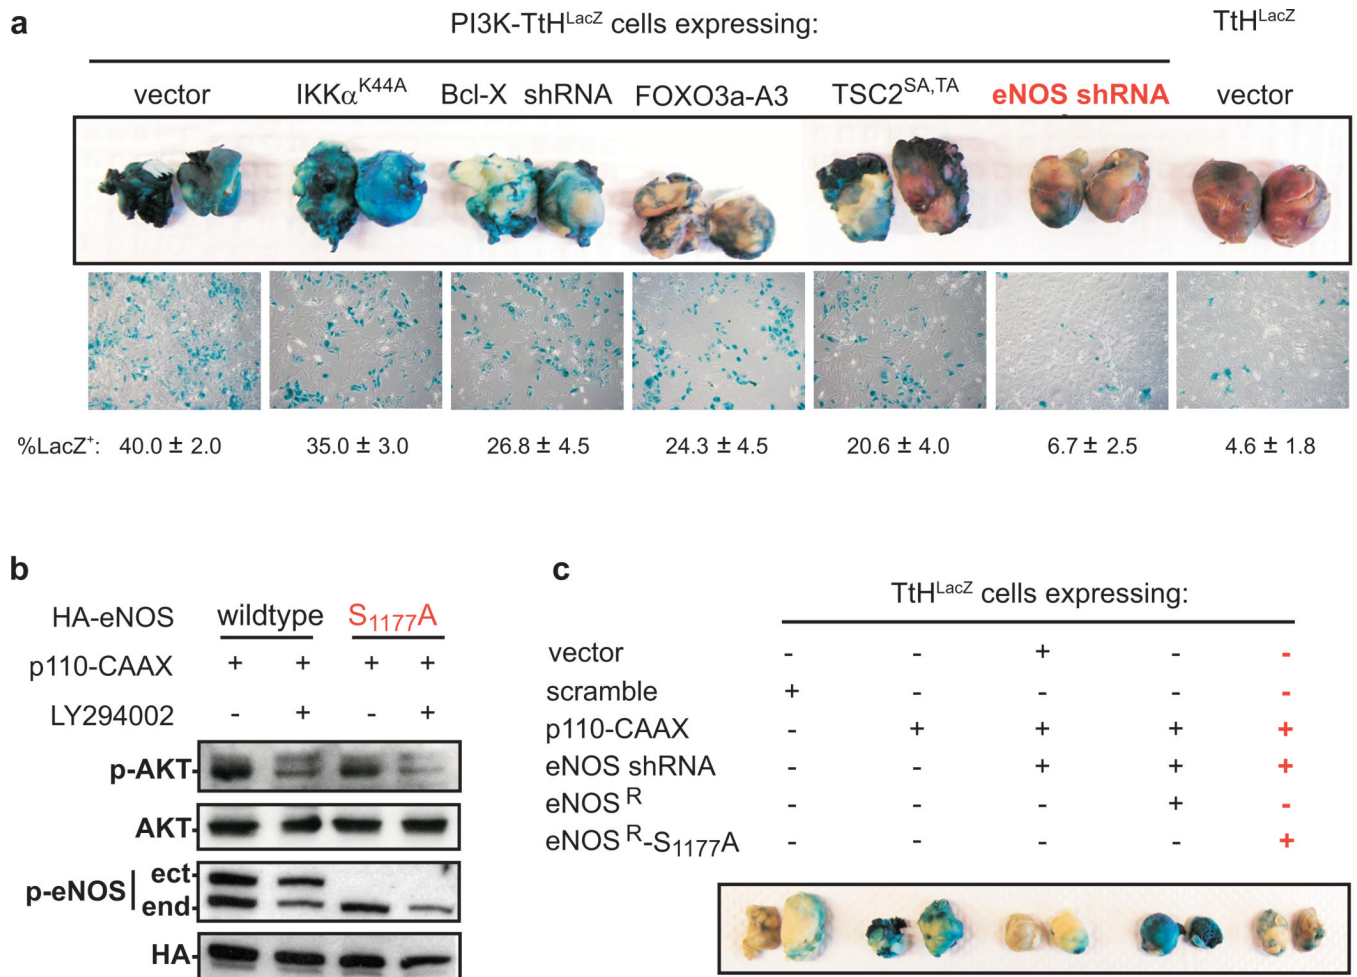 a
PI3K-TtH^LacZ cells expressing:
TtH^LacZ
vector IKKα^K44A Bcl-X shRNA FOXO3a-A3 TSC2^SA,TA eNOS shRNA vector
%LacZ⁺: 40.0 ± 2.0 35.0 ± 3.0 26.8 ± 4.5 24.3 ± 4.5 20.6 ± 4.0 6.7 ± 2.5 4.6 ± 1.8
b
HA-eNOS wildtype S₁₁₇₇A
p110-CAAX + + + +
LY294002 - + - +
p-AKT-
AKT-
p-eNOS ect-
end-
HA-
c
TtH^LacZ cells expressing:
vector - - + - -
scramble + - - - -
p110-CAAX - + + + +
eNOS shRNA - - + + +
eNOS^R - - - + -
eNOS^R-S₁₁₇₇A - - - - +